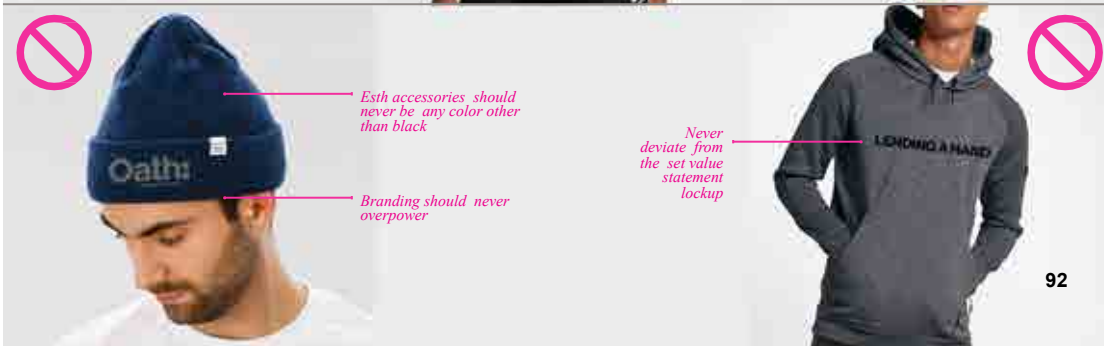 Esth accessories should
never be any color other
than black
Oath:
Branding should never
overpower
Never
deviate from
the set value
statement
lockup
LENDING A HAND
92